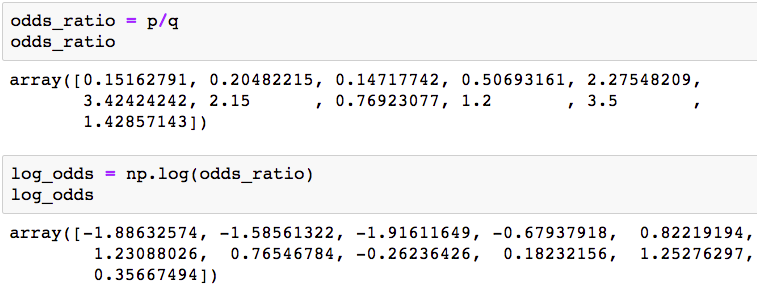 odds_ratio = p/q
odds_ratio
array([0.15162791, 0.20482215, 0.14717742, 0.50693161, 2.27548209,
       3.42424242, 2.15      , 0.76923077, 1.2       , 3.5       ,
       1.42857143])
log_odds = np.log(odds_ratio)
log_odds
array([-1.88632574, -1.58561322, -1.91611649, -0.67937918,  0.82219194,
        1.23088026,  0.76546784, -0.26236426,  0.18232156,  1.25276297,
        0.35667494])